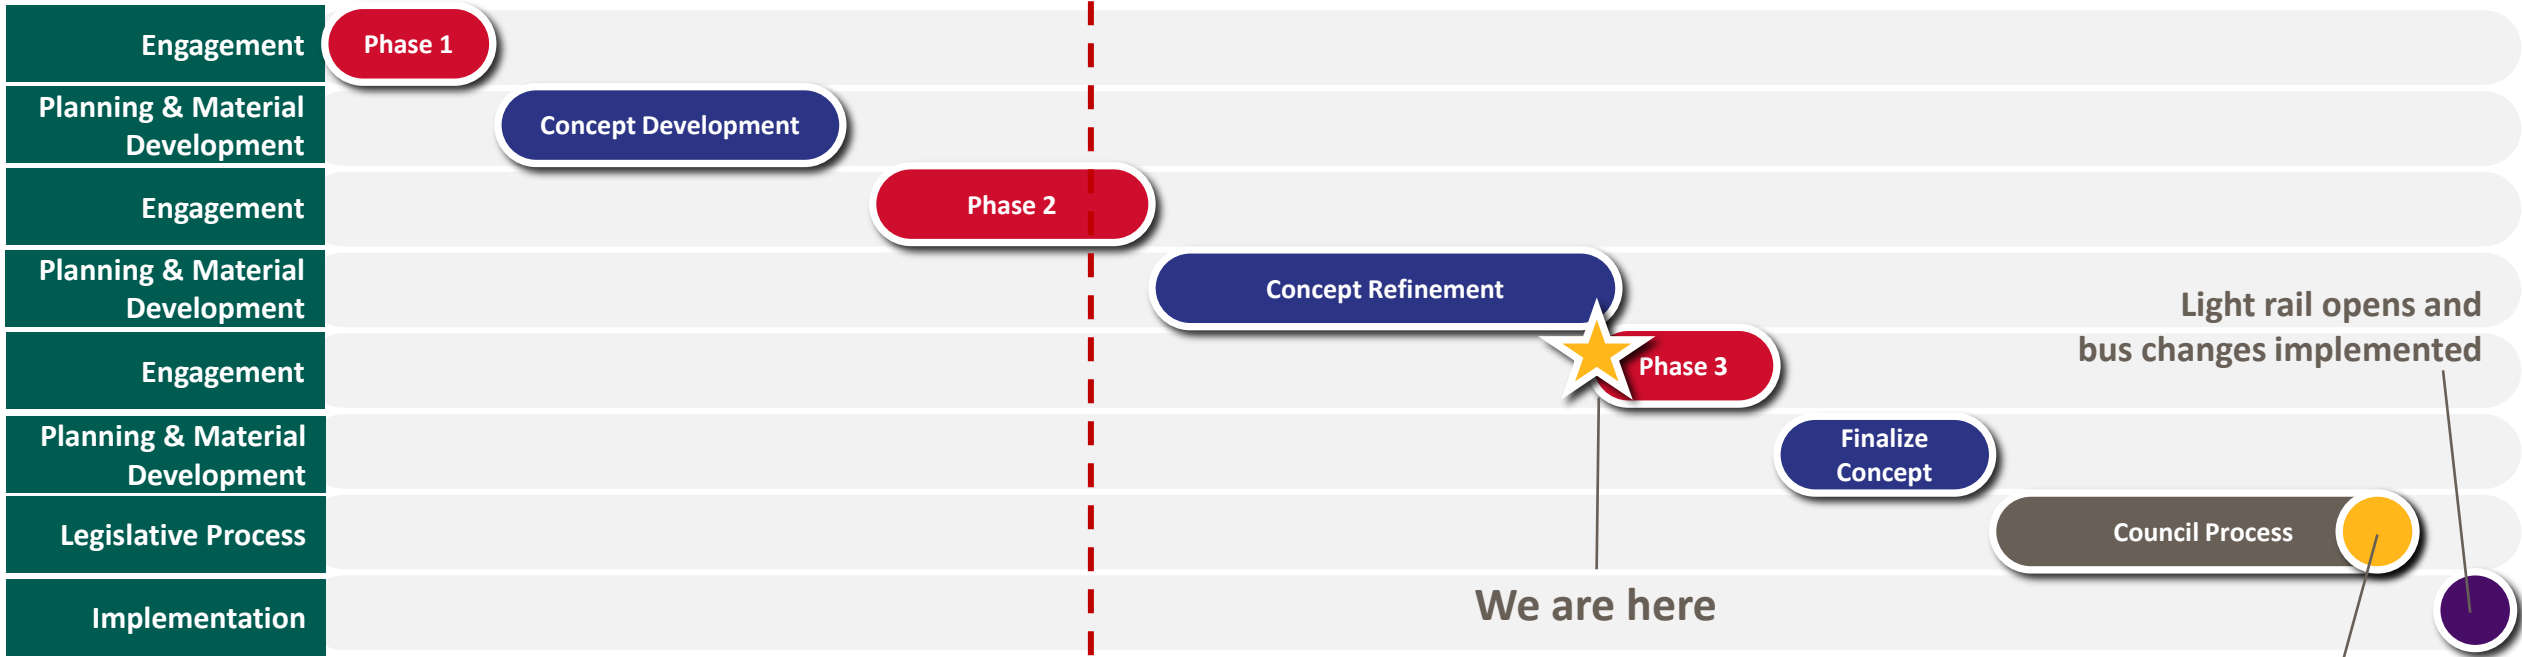 Engagement
Phase 1
Planning & Material
Development
Concept Development
Engagement
Phase 2
Planning & Material
Development
Concept Refinement
Light rail opens and
bus changes implemented
Engagement
Phase 3
Planning & Material
Development
Finalize
Concept
Legislative Process
Council Process
Implementation
We are here